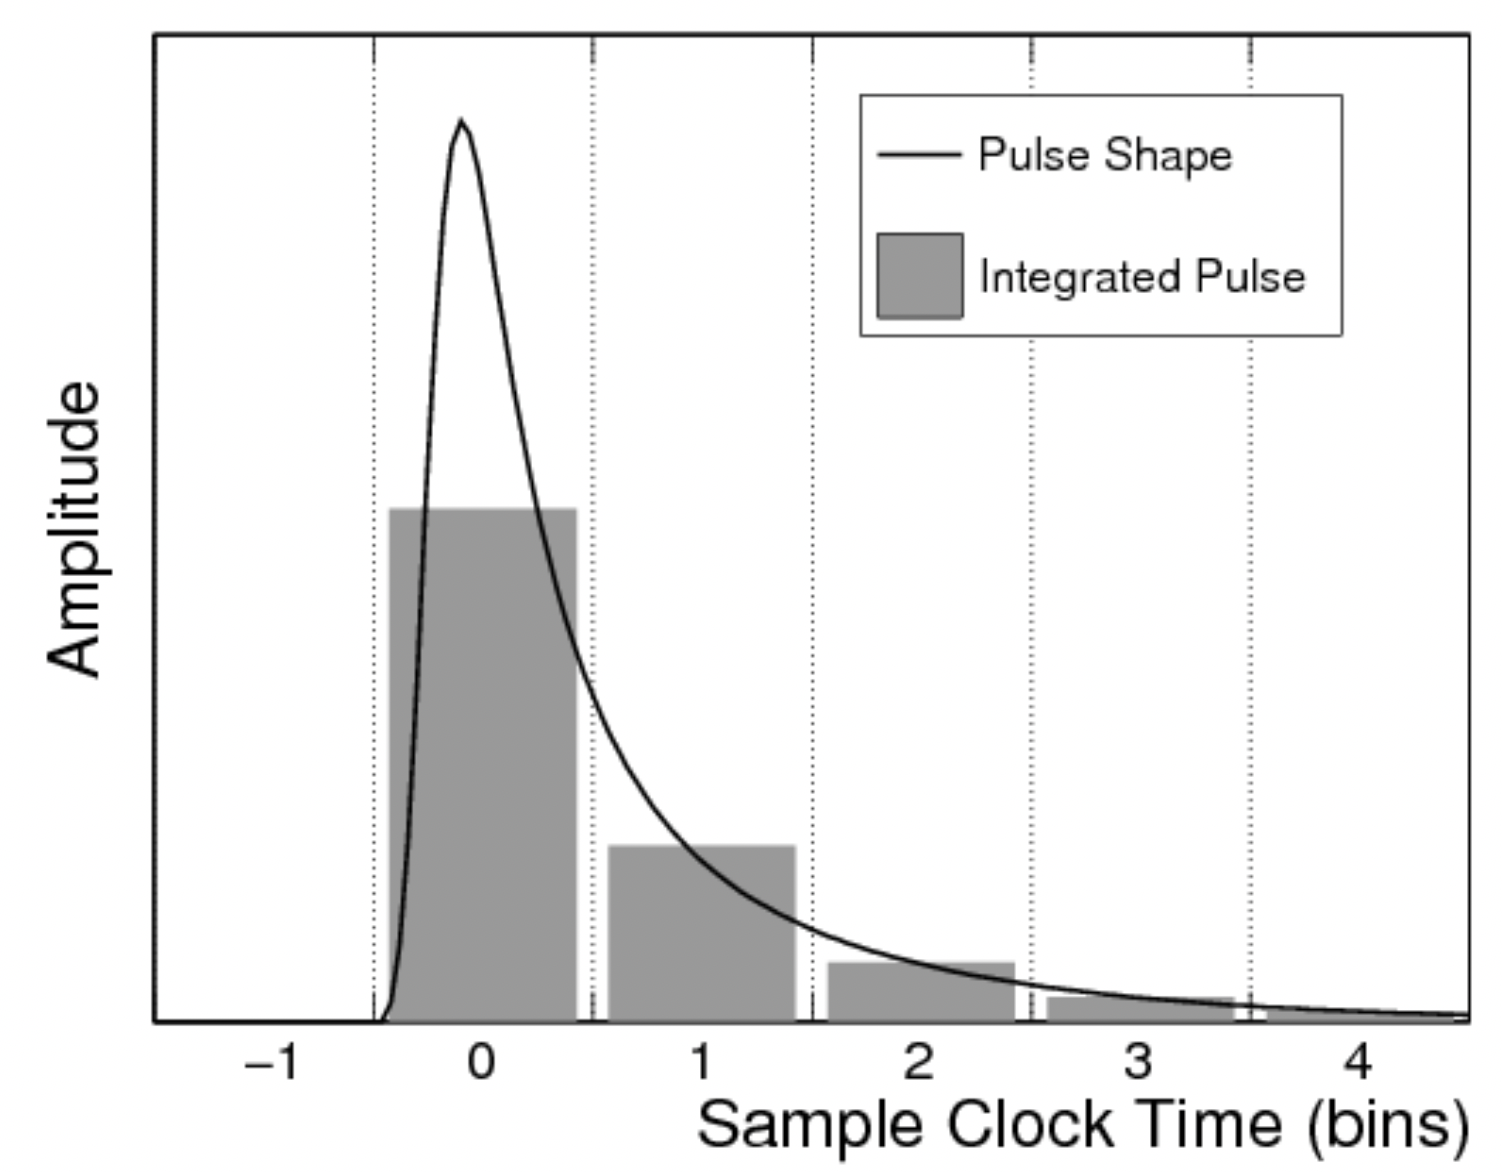 Pulse Shape
Integrated Pulse
Amplitude
−1 0 1 2 3 4
Sample Clock Time (bins)